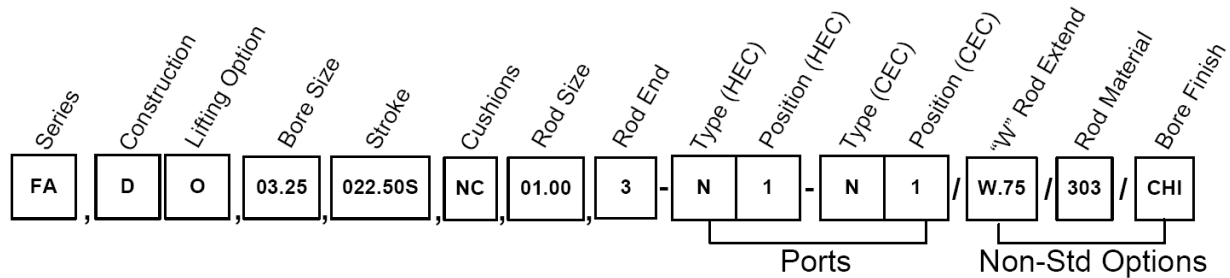 Series Construction Lifting Option Bore Size Stroke Cushions Rod Size Rod End Type (HEC) Position (HEC) Type (CEC) Position (CEC) “W” Rod Extend Rod Material Bore Finish
FA , D O , 03.25 , 022.50S , NC , 01.00 , 3 - N 1 - N 1 / W.75 / 303 / CHI
Ports Non-Std Options